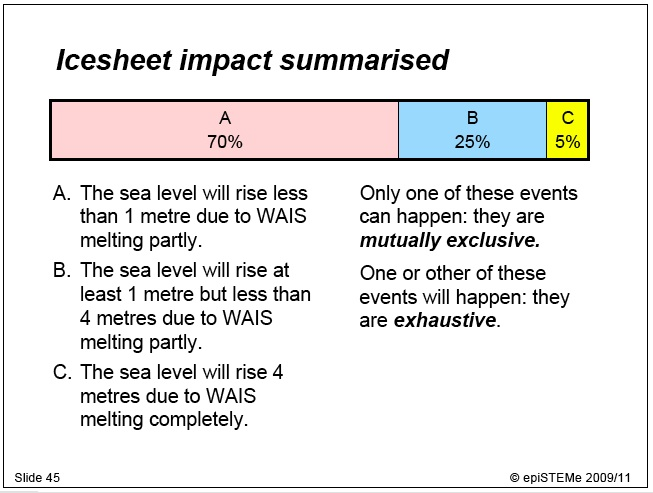 Icesheet impact summarised
A
70%
B
25%
C
5%
A. The sea level will rise less
than 1 metre due to WAIS
melting partly.
B. The sea level will rise at
least 1 metre but less than
4 metres due to WAIS
melting partly.
C. The sea level will rise 4
metres due to WAIS
melting completely.
Only one of these events
can happen: they are
mutually exclusive.
One or other of these
events will happen: they
are exhaustive.
Slide 45
© epiSTEMe 2009/11